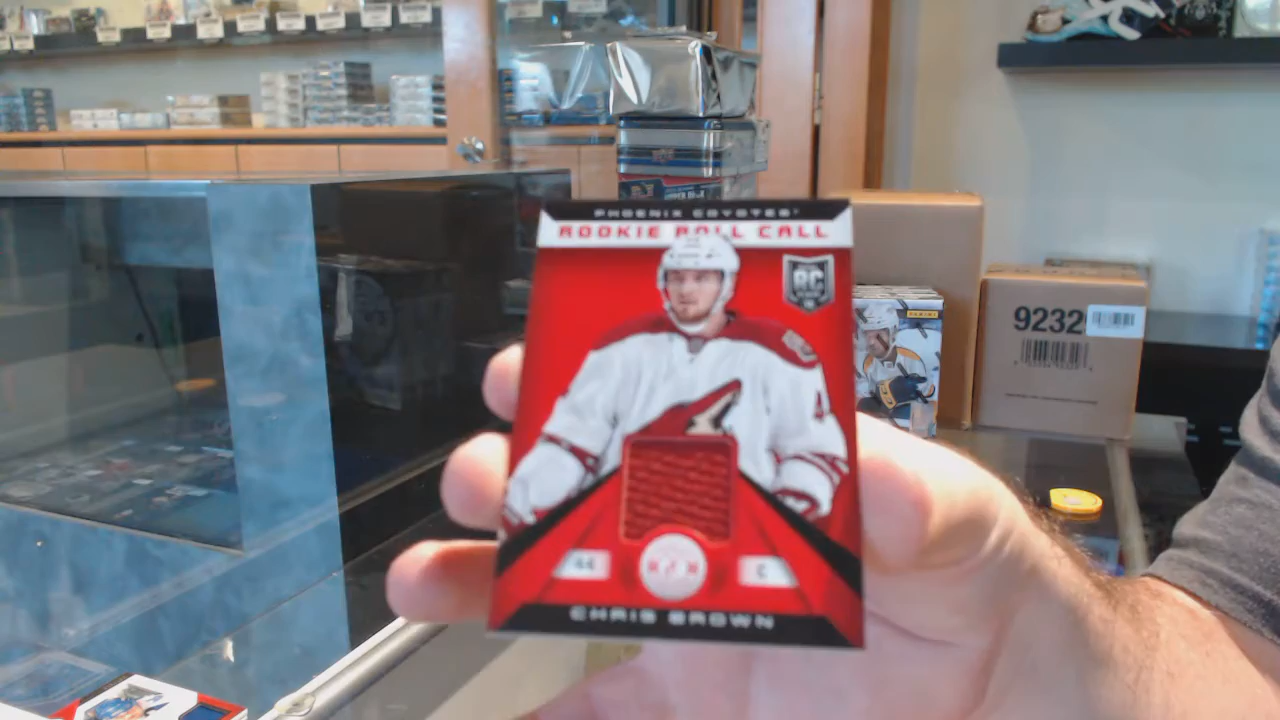 PHOENIX COYOTES®
ROOKIE ROLL CALL
RC
44
C
CHRIS BROWN
PANINI
9232